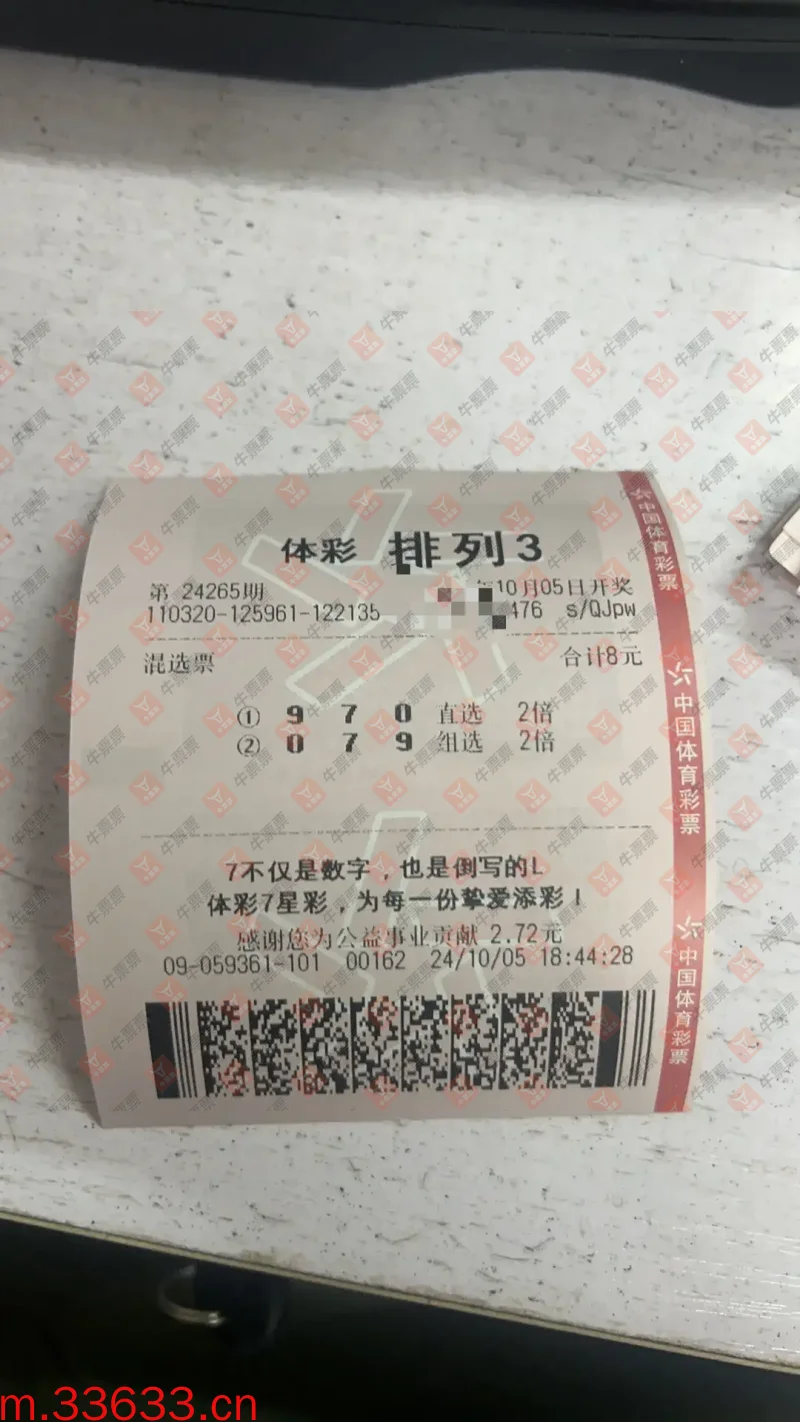 体彩 排列3
第 24265期 10月05日开奖
110320-125961-122135 476 s/QJpw
混选票 合计8元
① 9 7 0 直选 2倍
② 0 7 9 组选 2倍
7不仅是数字，也是倒写的L
体彩7星彩，为每一份挚爱添彩！
感谢您为公益事业贡献 2.72元
09-059361-101 00162 24/10/05 18:44:28
中国体育彩票
中国体育彩票
中国体育彩票
牛票票
m.33633.cn